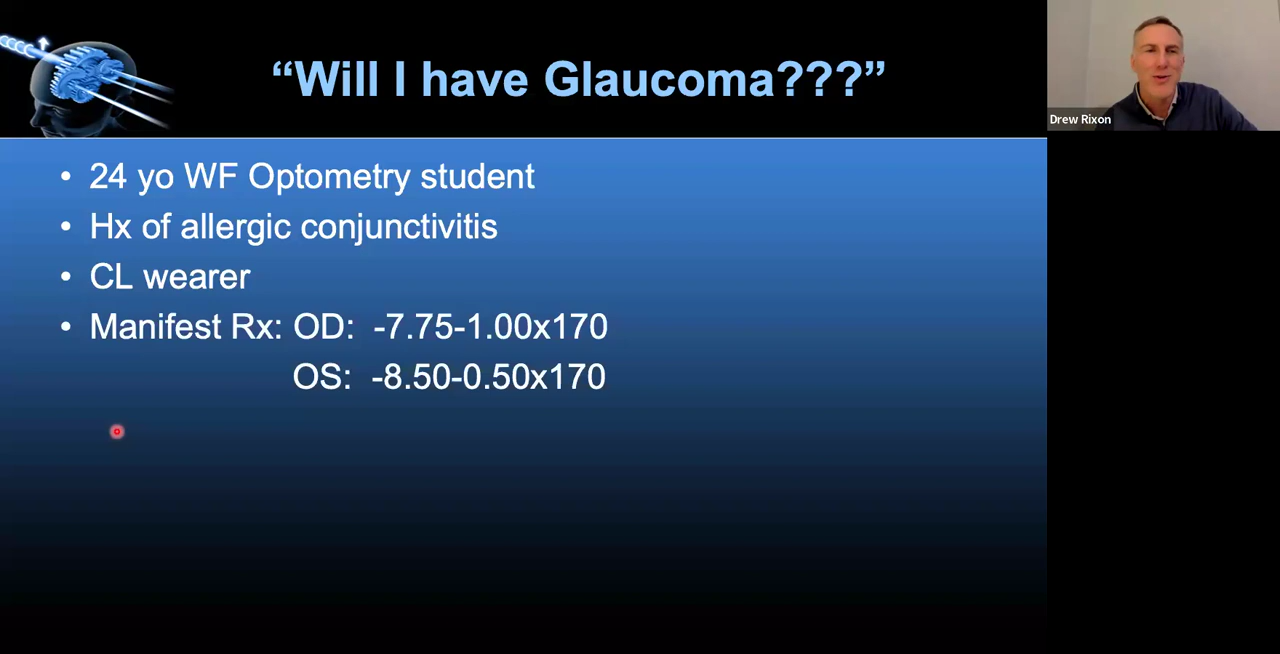 “Will I have Glaucoma???”
Drew Rixon
• 24 yo WF Optometry student
• Hx of allergic conjunctivitis
• CL wearer
• Manifest Rx: OD: -7.75-1.00x170
OS: -8.50-0.50x170